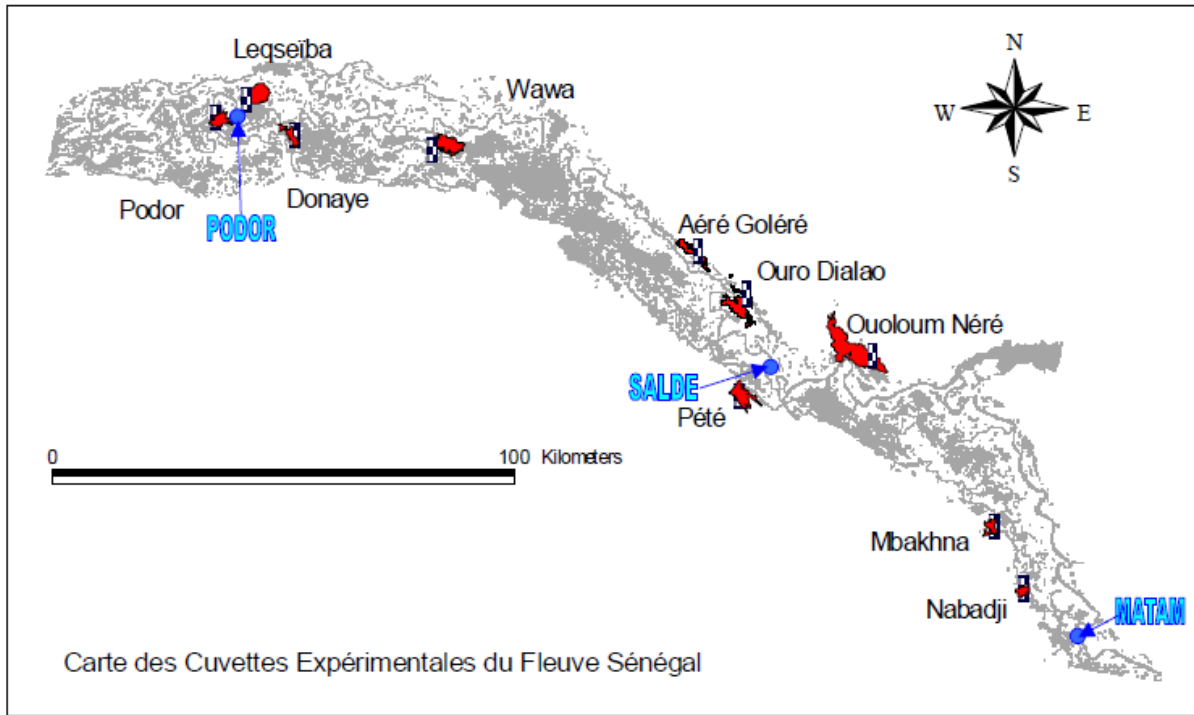 Leqseïba
Wawa
N
W
E
S
Podor
Donaye
PODOR
Aéré Goléré
Ouro Dialao
Ouoloum Néré
SALDE
Pété
0
100 Kilometers
Mbakhna
Nabadji
MATAM
Carte des Cuvettes Expérimentales du Fleuve Sénégal